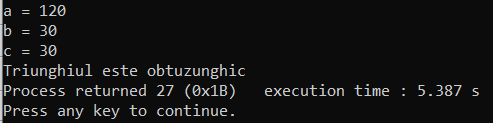 a = 120
b = 30
c = 30
Triunghiul este obtuzunghic
Process returned 27 (0x1B)   execution time : 5.387 s
Press any key to continue.